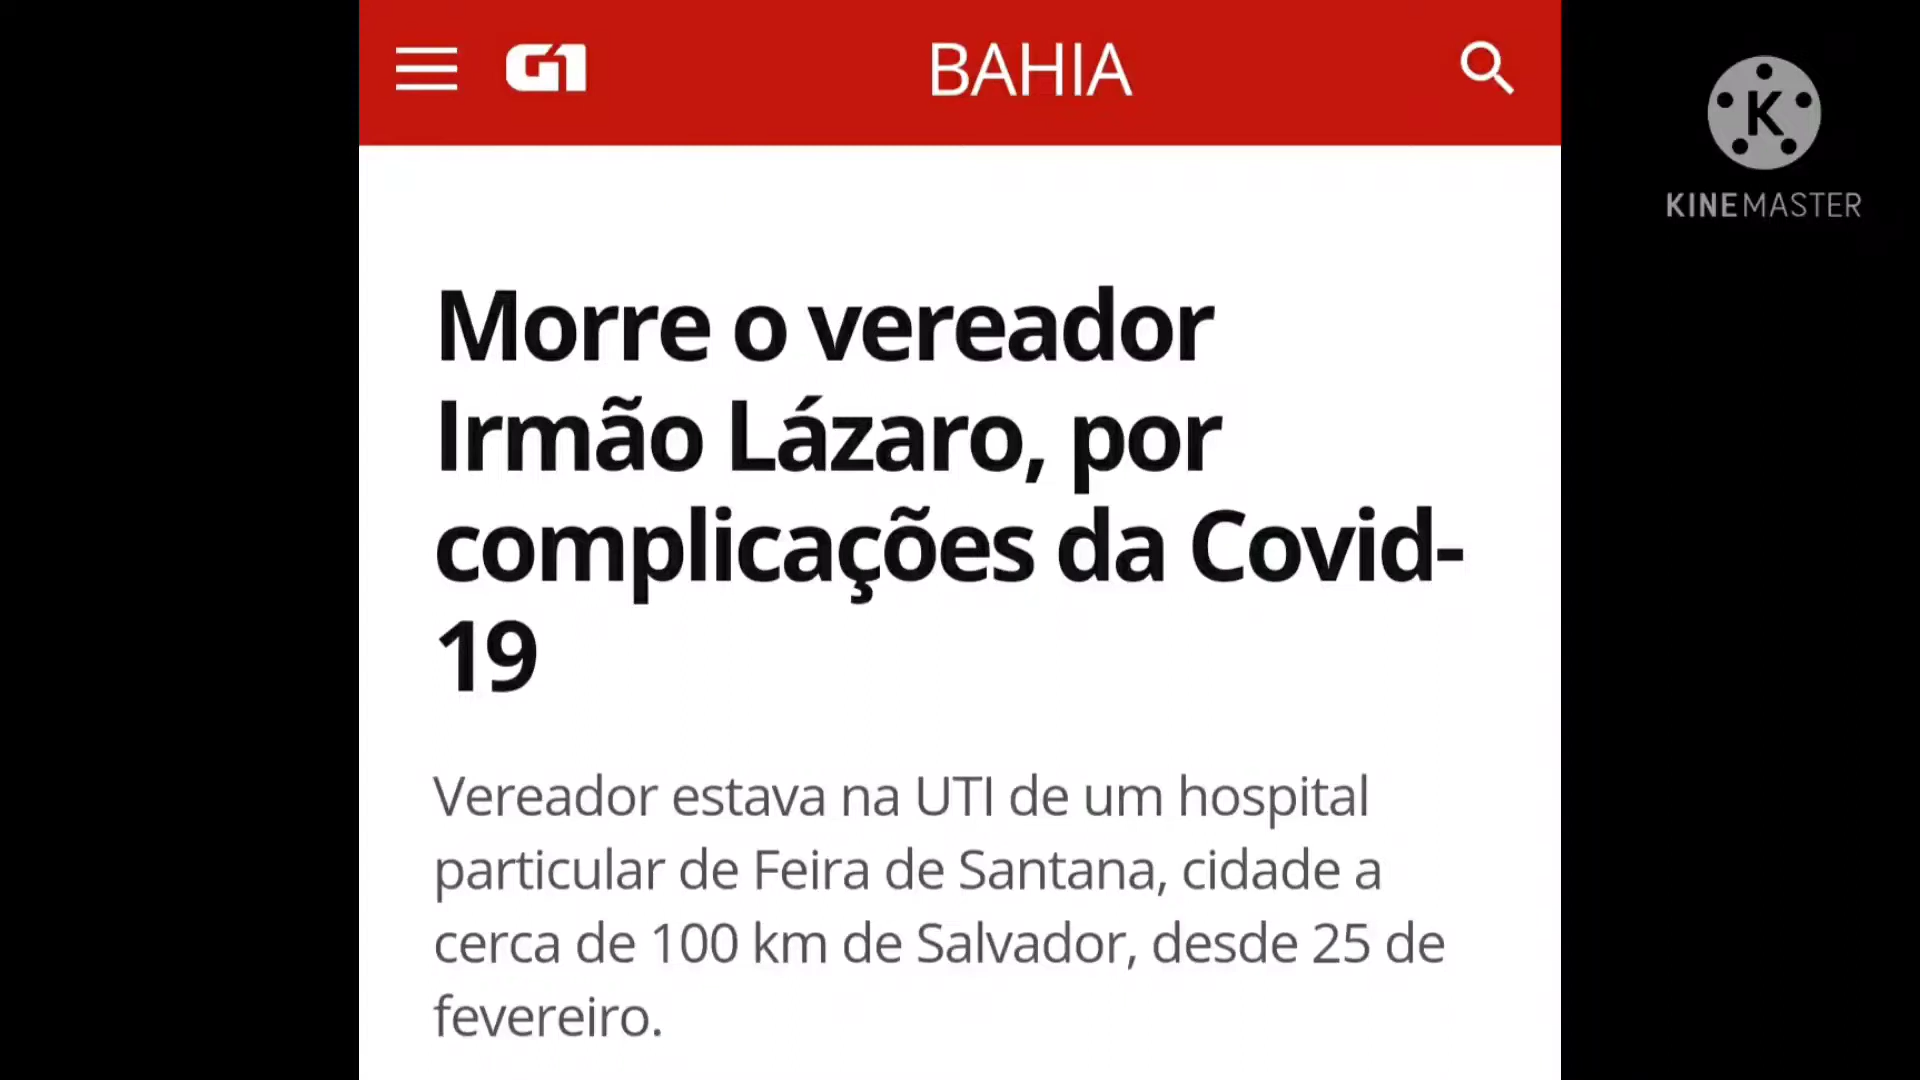 G1 BAHIA
K
KINEMASTER
Morre o vereador
Irmão Lázaro, por
complicações da Covid-
19
Vereador estava na UTI de um hospital
particular de Feira de Santana, cidade a
cerca de 100 km de Salvador, desde 25 de
fevereiro.